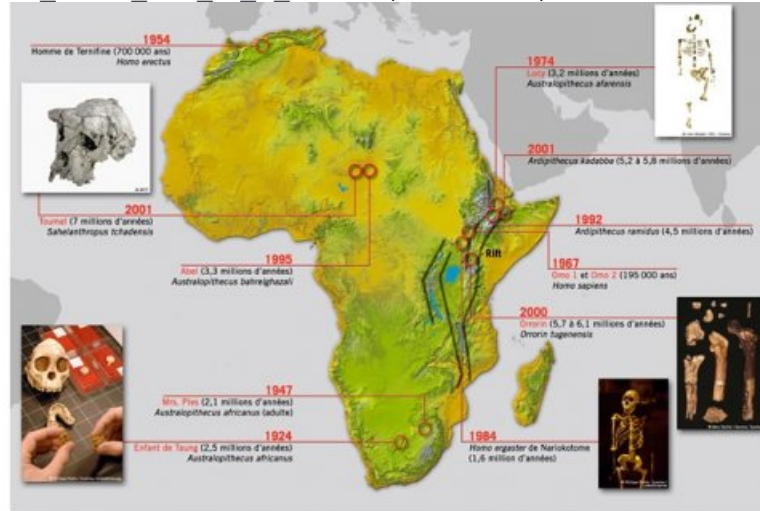 1954
Homme de Ternifine (700 000 ans)
Homo erectus
1974
Lucy (3,2 millions d'années)
Australopithecus afarensis
2001
Ardipithecus kadabba (5,2 à 5,8 millions d'années)
2001
Toumaï (7 millions d'années)
Sahelanthropus tchadensis
1992
Ardipithecus ramidus (4,5 millions d'années)
Rift
1995
Abel (3,3 millions d'années)
Australopithecus bahrelghazali
1967
Omo 1 et Omo 2 (195 000 ans)
Homo sapiens
2000
Orrorin (5,7 à 6,1 millions d'années)
Orrorin tugenensis
1947
Mrs. Ples (2,1 millions d'années)
Australopithecus africanus (adulte)
1924
Enfant de Taung (2,5 millions d'années)
Australopithecus africanus
1984
Homo ergaster de Nariokotome
(1,6 million d'années)